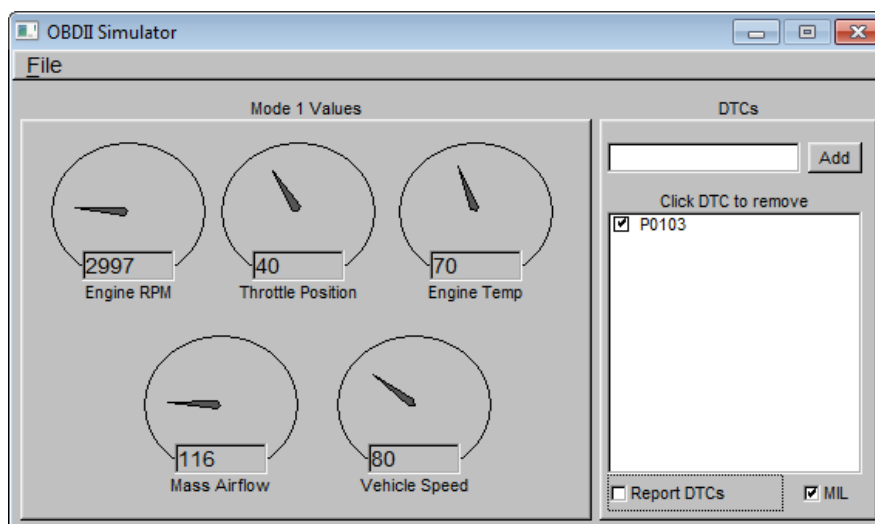 OBDII Simulator
File
Mode 1 Values
2997
Engine RPM
40
Throttle Position
70
Engine Temp
116
Mass Airflow
80
Vehicle Speed
DTCs
Add
Click DTC to remove
P0103
Report DTCs
MIL